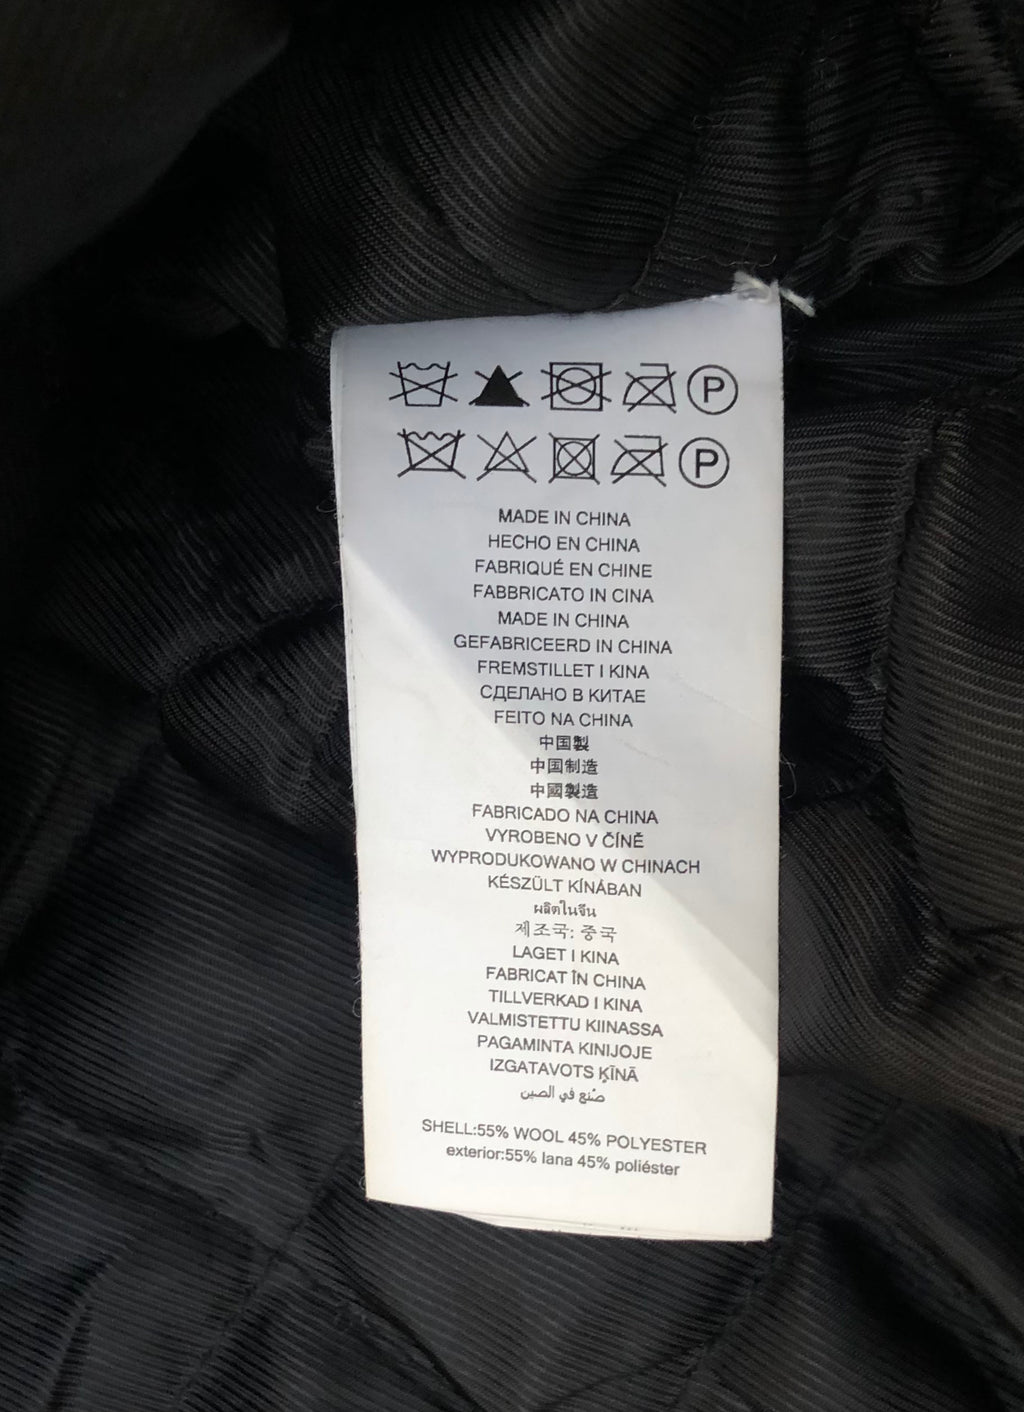 P
P
MADE IN CHINA
HECHO EN CHINA
FABRIQUÉ EN CHINE
FABBRICATO IN CINA
MADE IN CHINA
GEFABRICEERD IN CHINA
FREMSTILLET I KINA
СДЕЛАНО В КИТАЕ
FEITO NA CHINA
中国製
中国制造
中國製造
FABRICADO NA CHINA
VYROBENO V ČÍNĚ
WYPRODUKOWANO W CHINACH
KÉSZÜLT KÍNÁBAN
ผลิตในจีน
제조국: 중국
LAGET I KINA
FABRICAT ÎN CHINA
TILLVERKAD I KINA
VALMISTETTU KIINASSA
PAGAMINTA KINIJOJE
IZGATAVOTS ĶĪNĀ
صُنع في الصين
SHELL:55% WOOL 45% POLYESTER
exterior:55% lana 45% poliéster